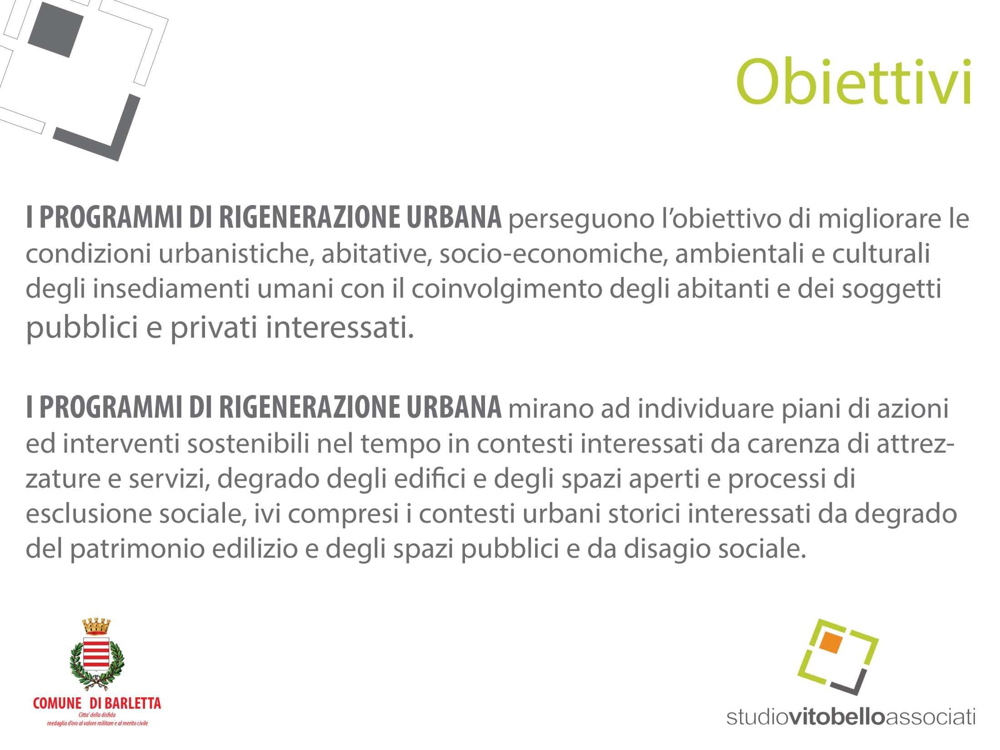 Obiettivi
I PROGRAMMI DI RIGENERAZIONE URBANA perseguono l’obiettivo di migliorare le
condizioni urbanistiche, abitative, socio-economiche, ambientali e culturali
degli insediamenti umani con il coinvolgimento degli abitanti e dei soggetti
pubblici e privati interessati.
I PROGRAMMI DI RIGENERAZIONE URBANA mirano ad individuare piani di azioni
ed interventi sostenibili nel tempo in contesti interessati da carenza di attrez-
zature e servizi, degrado degli edifici e degli spazi aperti e processi di
esclusione sociale, ivi compresi i contesti urbani storici interessati da degrado
del patrimonio edilizio e degli spazi pubblici e da disagio sociale.
COMUNE DI BARLETTA
Citta' della disfida
medaglia d'oro al valore militare e al merito civile
studiovitobelloassociati